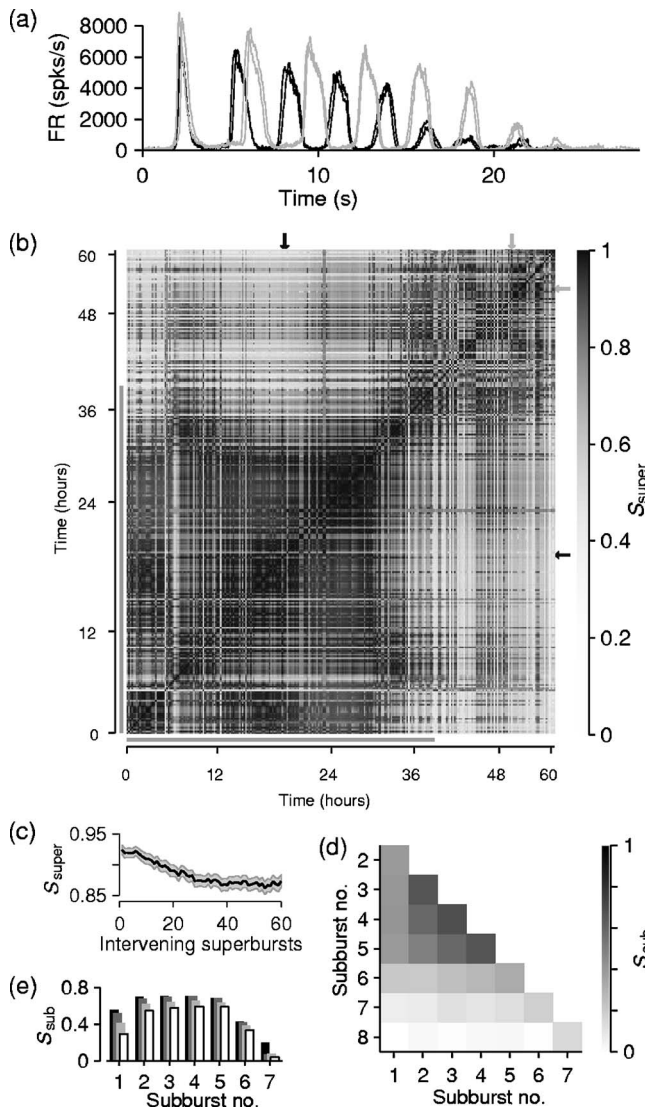 (a)
FR (spks/s)
8000
6000
4000
2000
0
0 10 20
Time (s)
(b)
60
48
36
24
12
0
Time (hours)
0 12 24 36 48 60
Time (hours)
1
0.8
0.6
0.4
0.2
0
Ssuper
(c)
Ssuper
0.95
0.85
0 20 40 60
Intervening superbursts
(d)
Subburst no.
2
3
4
5
6
7
8
1 2 3 4 5 6 7
Subburst no.
1
0
Ssub
(e)
Ssub
0.8
0.4
0
1 2 3 4 5 6 7
Subburst no.